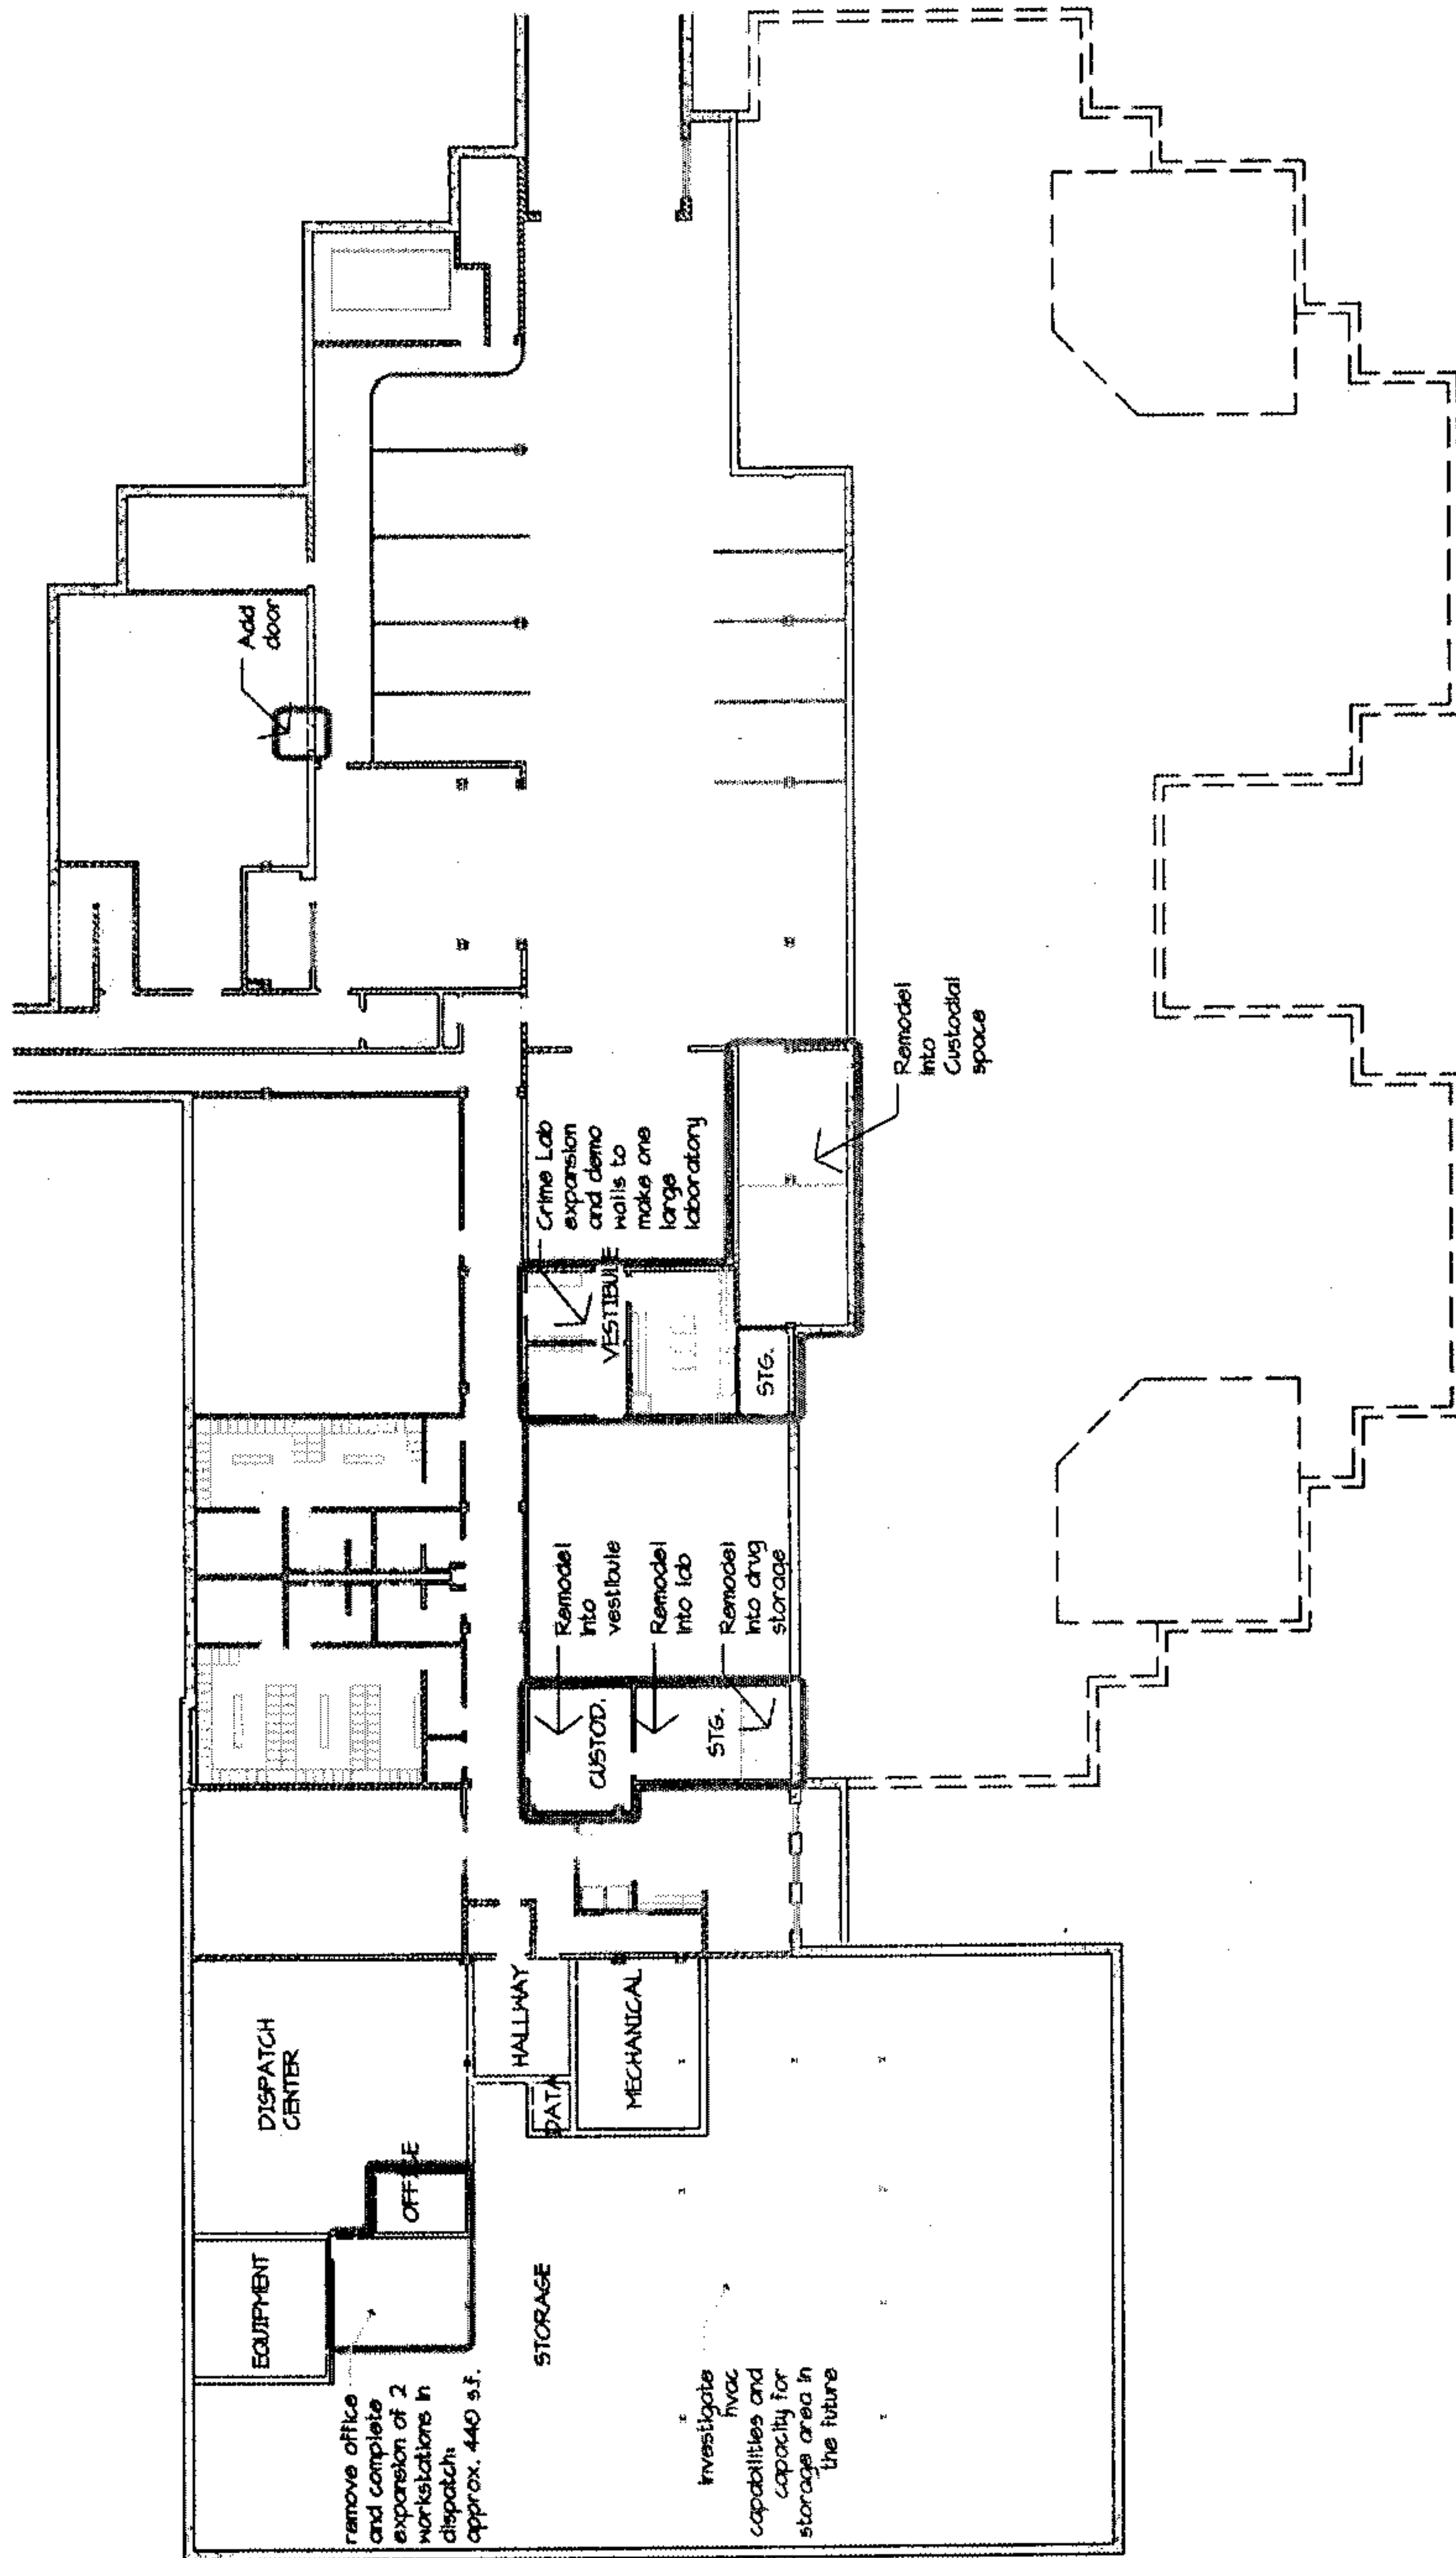 Add
door
Crime Lab
expansion
and demo
walls to
make one
large
laboratory
VESTIBULE
STG.
Remodel
into
Custodial
space
Remodel
into
vestibule
Remodel
into lab
Remodel
into drug
storage
CUSTOD.
STG.
DISPATCH
CENTER
HALLWAY
DATA
MECHANICAL
OFFICE
EQUIPMENT
STORAGE
remove office
and complete
expansion of 2
workstations in
dispatch:
approx. 440 s.f.
investigate
hvac
capabilities and
capacity for
storage area in
the future